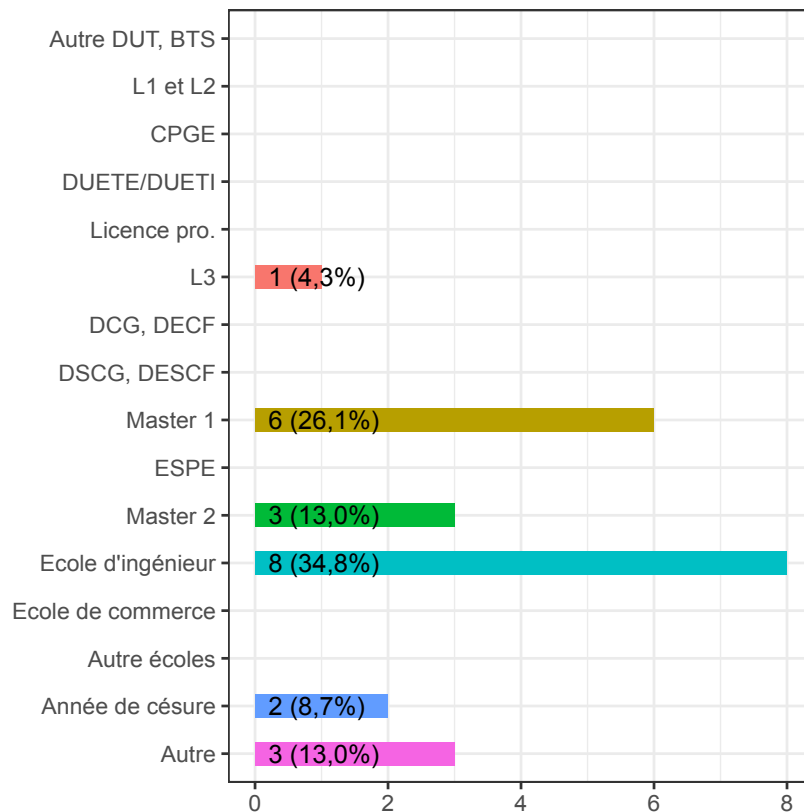 Autre DUT, BTS
L1 et L2
CPGE
DUETE/DUETI
Licence pro.
L3 1 (4,3%)
DCG, DECF
DSCG, DESCF
Master 1 6 (26,1%)
ESPE
Master 2 3 (13,0%)
Ecole d'ingénieur 8 (34,8%)
Ecole de commerce
Autre écoles
Année de césure 2 (8,7%)
Autre 3 (13,0%)
0 2 4 6 8